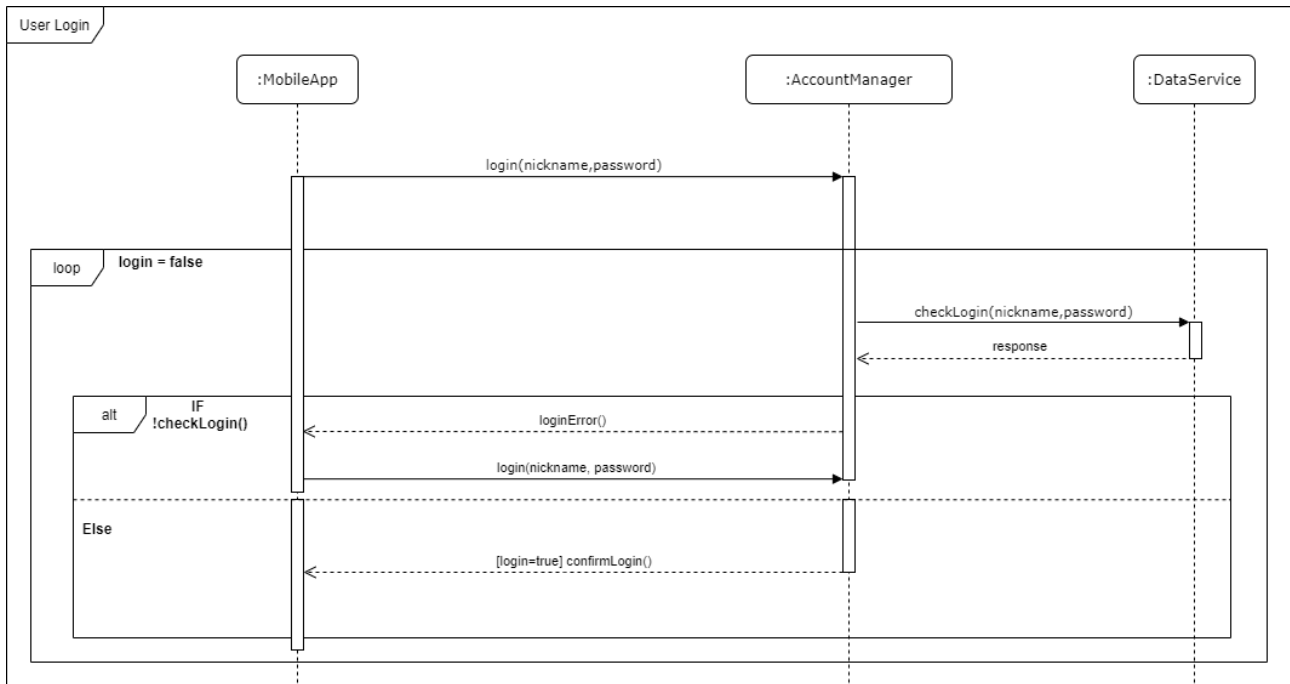 User Login
:MobileApp
:AccountManager
:DataService
login(nickname,password)
loop
login = false
checkLogin(nickname,password)
response
alt
IF
!checkLogin()
loginError()
login(nickname, password)
Else
[login=true] confirmLogin()